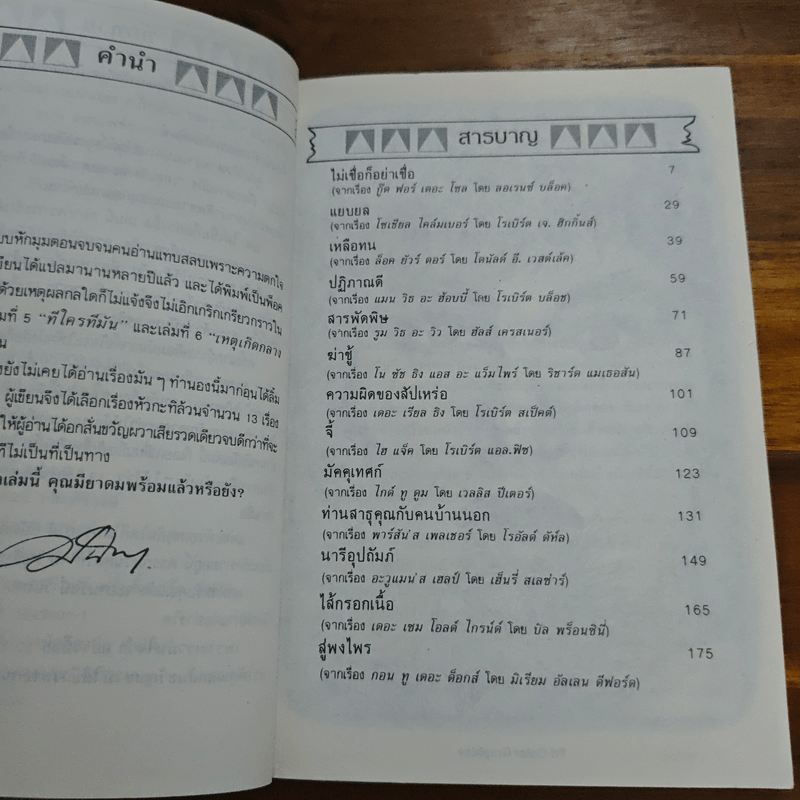 คำนำ
บบหักมุมตอนจบจนคนอ่านแทบสลบเพราะความตกใจ
ขียนได้แปลมานานหลายปีแล้ว และได้พิมพ์เป็นพ็อค
ด้วยเหตุผลกลใดก็ไม่แจ้งจึงไม่เอิกเกริกเกรียวกราวใน
มที่ 5 "ทีใครทีมัน" และเล่มที่ 6 "เหตุเกิดกลาง
น
งยังไม่เคยได้อ่านเรื่องมัน ๆ ทำนองนี้มาก่อนได้ลิ้ม
ผู้เขียนจึงได้เลือกเรื่องหัวกะทิล้วนจำนวน 13 เรื่อง
ให้ผู้อ่านได้อกสั่นขวัญผวาเสียรวดเดียวจบดีกว่าที่จะ
ที่ไม่เป็นที่เป็นทาง
เล่มนี้ คุณมียาดมพร้อมแล้วหรือยัง?
สารบาญ
ไม่เชื่อก็อย่าเชื่อ 7
(จากเรื่อง กู๊ด ฟอร์ เดอะ โซล โดย ลอเรนซ์ บล็อค)
แยบยล 29
(จากเรื่อง โซเชียล ไคล์มเบอร์ โดย โรเบิร์ต เจ. ฮิกกิ้นส์)
เหลือทน 39
(จากเรื่อง ล็อค ยัวร์ ดอร์ โดย โดนัลด์ อี. เวสต์เล้ค)
ปฏิภาณดี 59
(จากเรื่อง แมน วิธ อะ ฮ้อบบี้ โดย โรเบิร์ต บล็อช)
สารพัดพิษ 71
(จากเรื่อง รูม วิธ อะ วิว โดย ฮัลส์ เครสเนอร์)
ฆ่าชู้ 87
(จากเรื่อง โน ซัช ธิง แอส อะ แว็มไพร์ โดย ริชาร์ด แมเธอสัน)
ความผิดของสัปเหร่อ 101
(จากเรื่อง เดอะ เรียล ธิง โดย โรเบิร์ต สเป็คต์)
จี้ 109
(จากเรื่อง ไฮ แจ็ค โดย โรเบิร์ต แอล.ฟิช)
มัคคุเทศก์ 123
(จากเรื่อง ไกด์ ทู ดูม โดย เวลลิส ปีเตอร์)
ท่านสาธุคุณกับคนบ้านนอก 131
(จากเรื่อง พาร์สัน'ส เพลเชอร์ โดย โรอัลด์ ดัห์ล)
นารีอุปถัมภ์ 149
(จากเรื่อง อะวูแมน'ส เฮลป์ โดย เฮ็นรี่ สเลซ่าร์)
ไส้กรอกเนื้อ 165
(จากเรื่อง เดอะ เซม โอลด์ ไกรน์ด์ โดย บิล พร็อนซินี่)
สู่พงไพร 175
(จากเรื่อง กอน ทู เดอะ ด็อกส์ โดย มิเรียม อัลเลน ดีฟอร์ด)